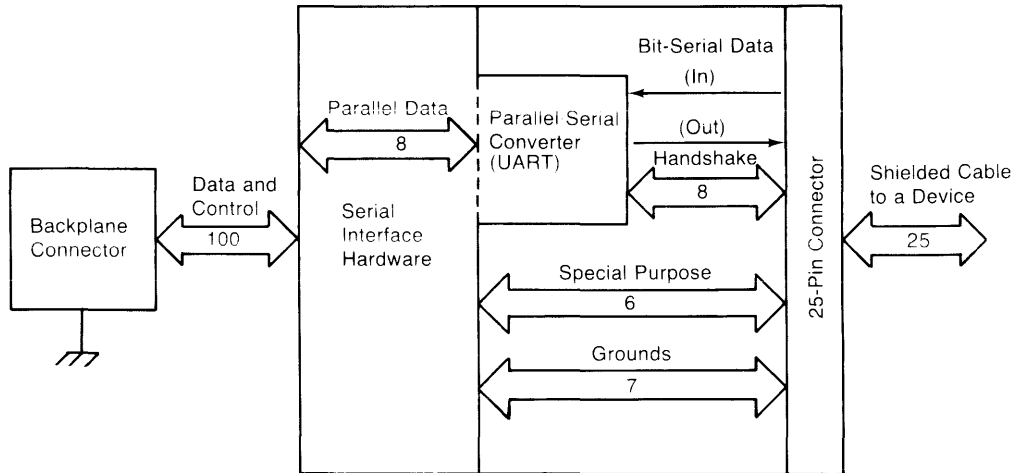 Backplane
Connector
Data and
Control
100
Parallel Data
8
Serial
Interface
Hardware
Parallel-Serial
Converter
(UART)
Bit-Serial Data
(In)
(Out)
Handshake
8
Special Purpose
6
Grounds
7
25-Pin Connector
Shielded Cable
to a Device
25